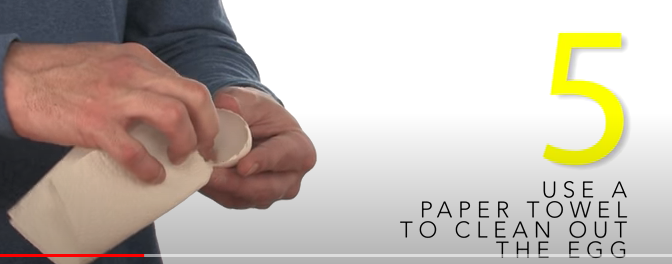 5
USE A
PAPER TOWEL
TO CLEAN OUT
THE EGG